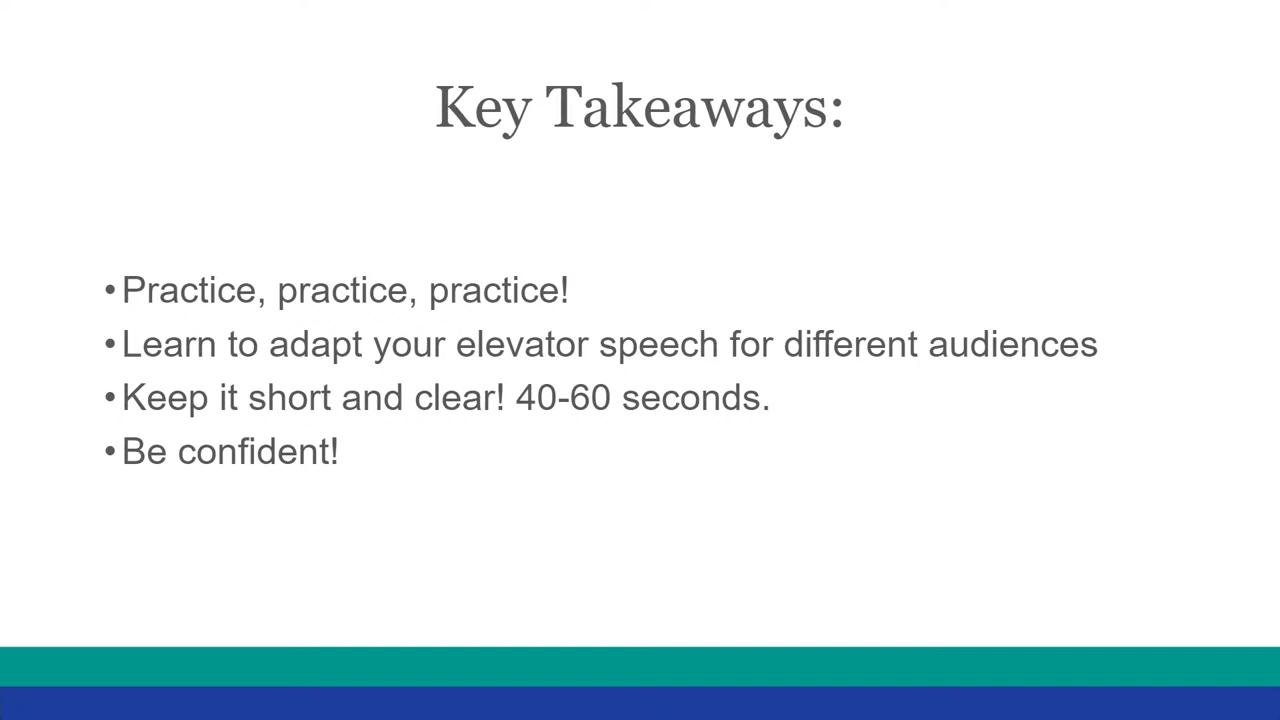 Key Takeaways:
•Practice, practice, practice!
•Learn to adapt your elevator speech for different audiences
•Keep it short and clear! 40-60 seconds.
•Be confident!